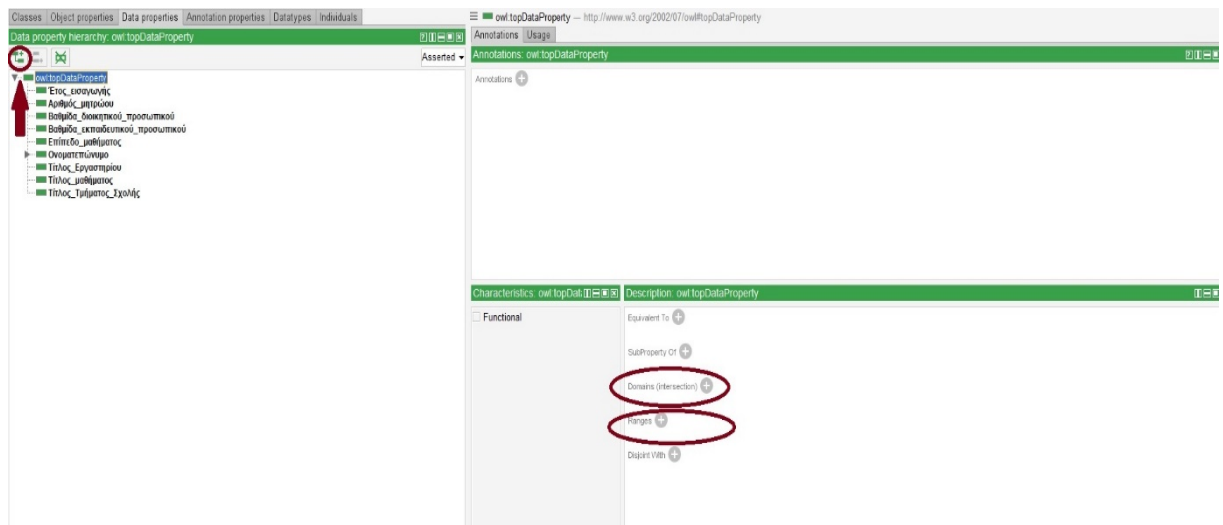 Classes Object properties Data properties Annotation properties Datatypes Individuals
Data property hierarchy: owl:topDataProperty
Asserted
owl:topDataProperty
Έτος_εισαγωγής
Αριθμός_μητρώου
Βαθμίδα_διοικητικού_προσωπικού
Βαθμίδα_εκπαιδευτικού_προσωπικού
Επίπεδο_μαθήματος
Ονοματεπώνυμο
Τίτλος_Εργαστηρίου
Τίτλος_μαθήματος
Τίτλος_Τμήματος_Σχολής
owl:topDataProperty — http://www.w3.org/2002/07/owl#topDataProperty
Annotations Usage
Annotations: owl:topDataProperty
Annotations
Characteristics: owl:topDat
Functional
Description: owl:topDataProperty
Equivalent To
SubProperty Of
Domains (intersection)
Ranges
Disjoint With